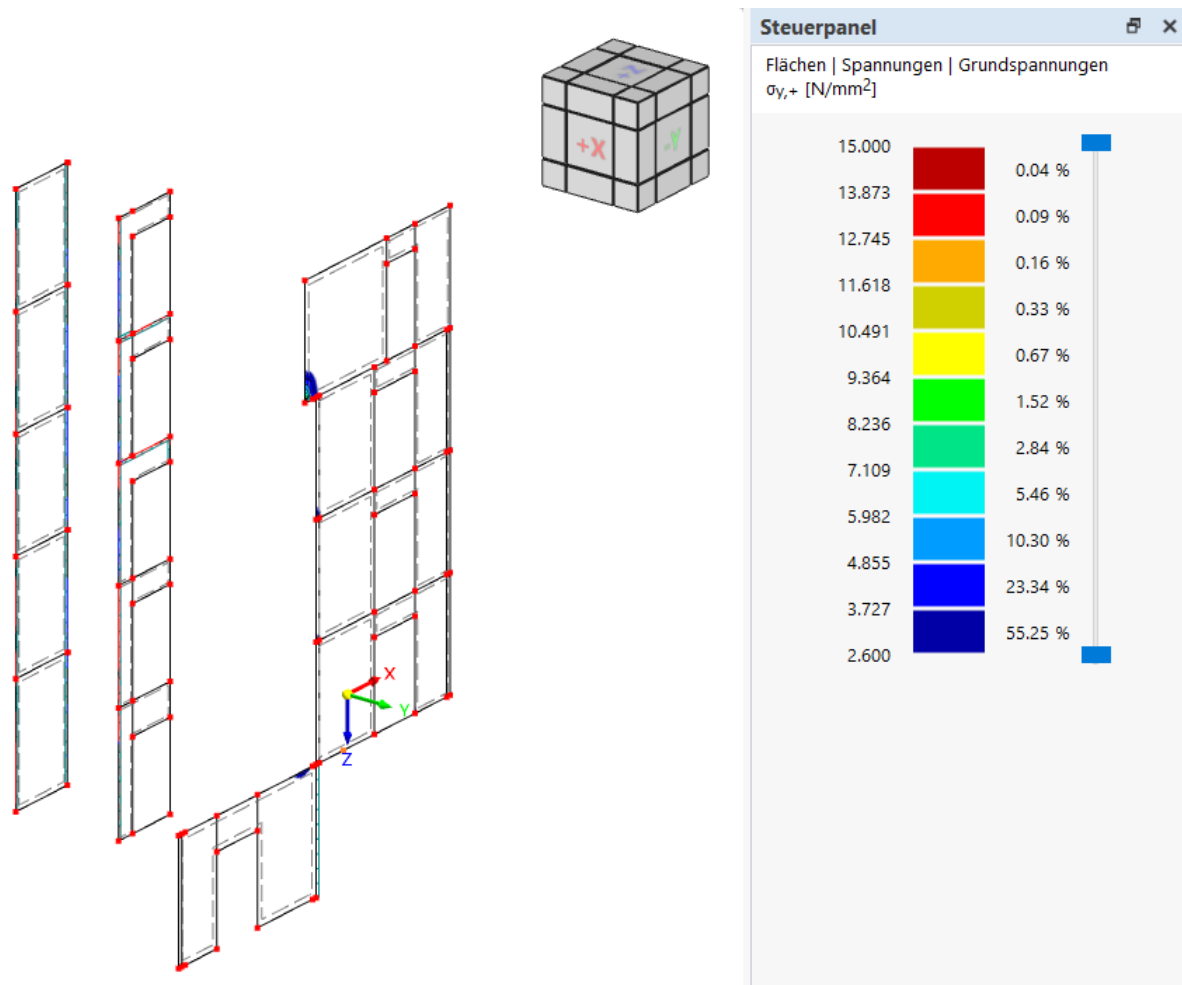 Steuerpanel
Flächen | Spannungen | Grundspannungen
σy,+ [N/mm2]
15.000
0.04 %
13.873
0.09 %
12.745
0.16 %
11.618
0.33 %
10.491
0.67 %
9.364
1.52 %
8.236
2.84 %
7.109
5.46 %
5.982
10.30 %
4.855
23.34 %
3.727
55.25 %
2.600
+X
-Y
X
Y
Z